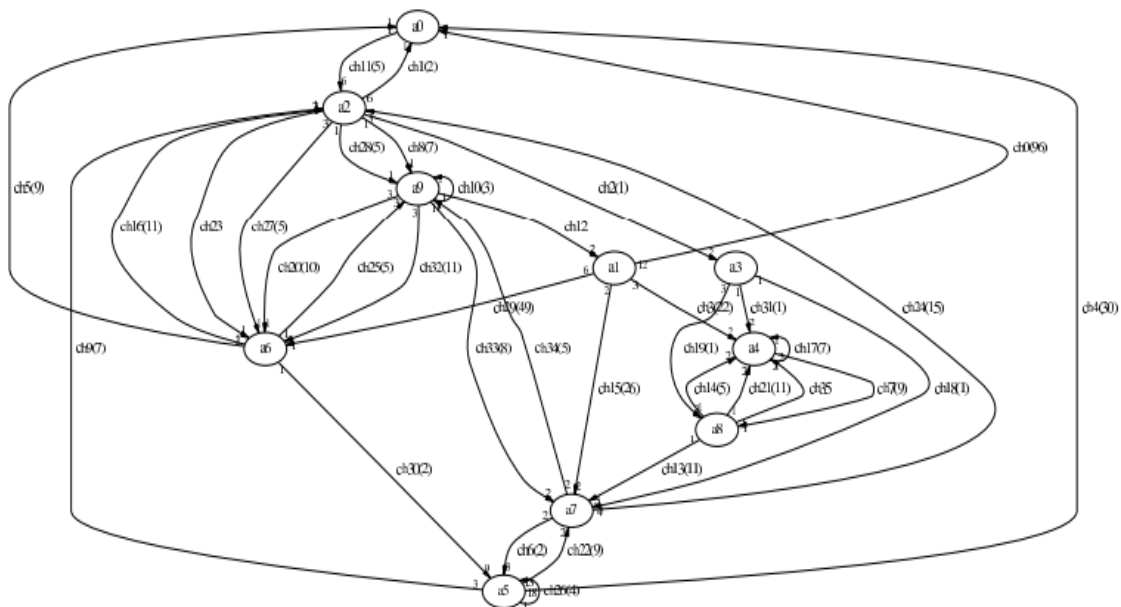 a0
ch11(5)
ch1(2)
a2
ch28(5)
ch8(7)
ch0(96)
a9
ch10(3)
ch2(1)
ch5(9)
ch16(11)
ch23
ch27(5)
ch12
ch20(10)
ch25(5)
ch32(11)
a1
a3
ch29(49)
ch3(22)
ch31(1)
ch24(15)
ch4(30)
ch9(7)
a6
ch33(8)
ch34(5)
ch19(1)
a4
ch17(7)
ch15(26)
ch14(5)
ch21(11)
ch35
ch7(9)
ch18(1)
a8
ch30(2)
ch13(11)
a7
ch6(2)
ch22(9)
a5
ch26(4)